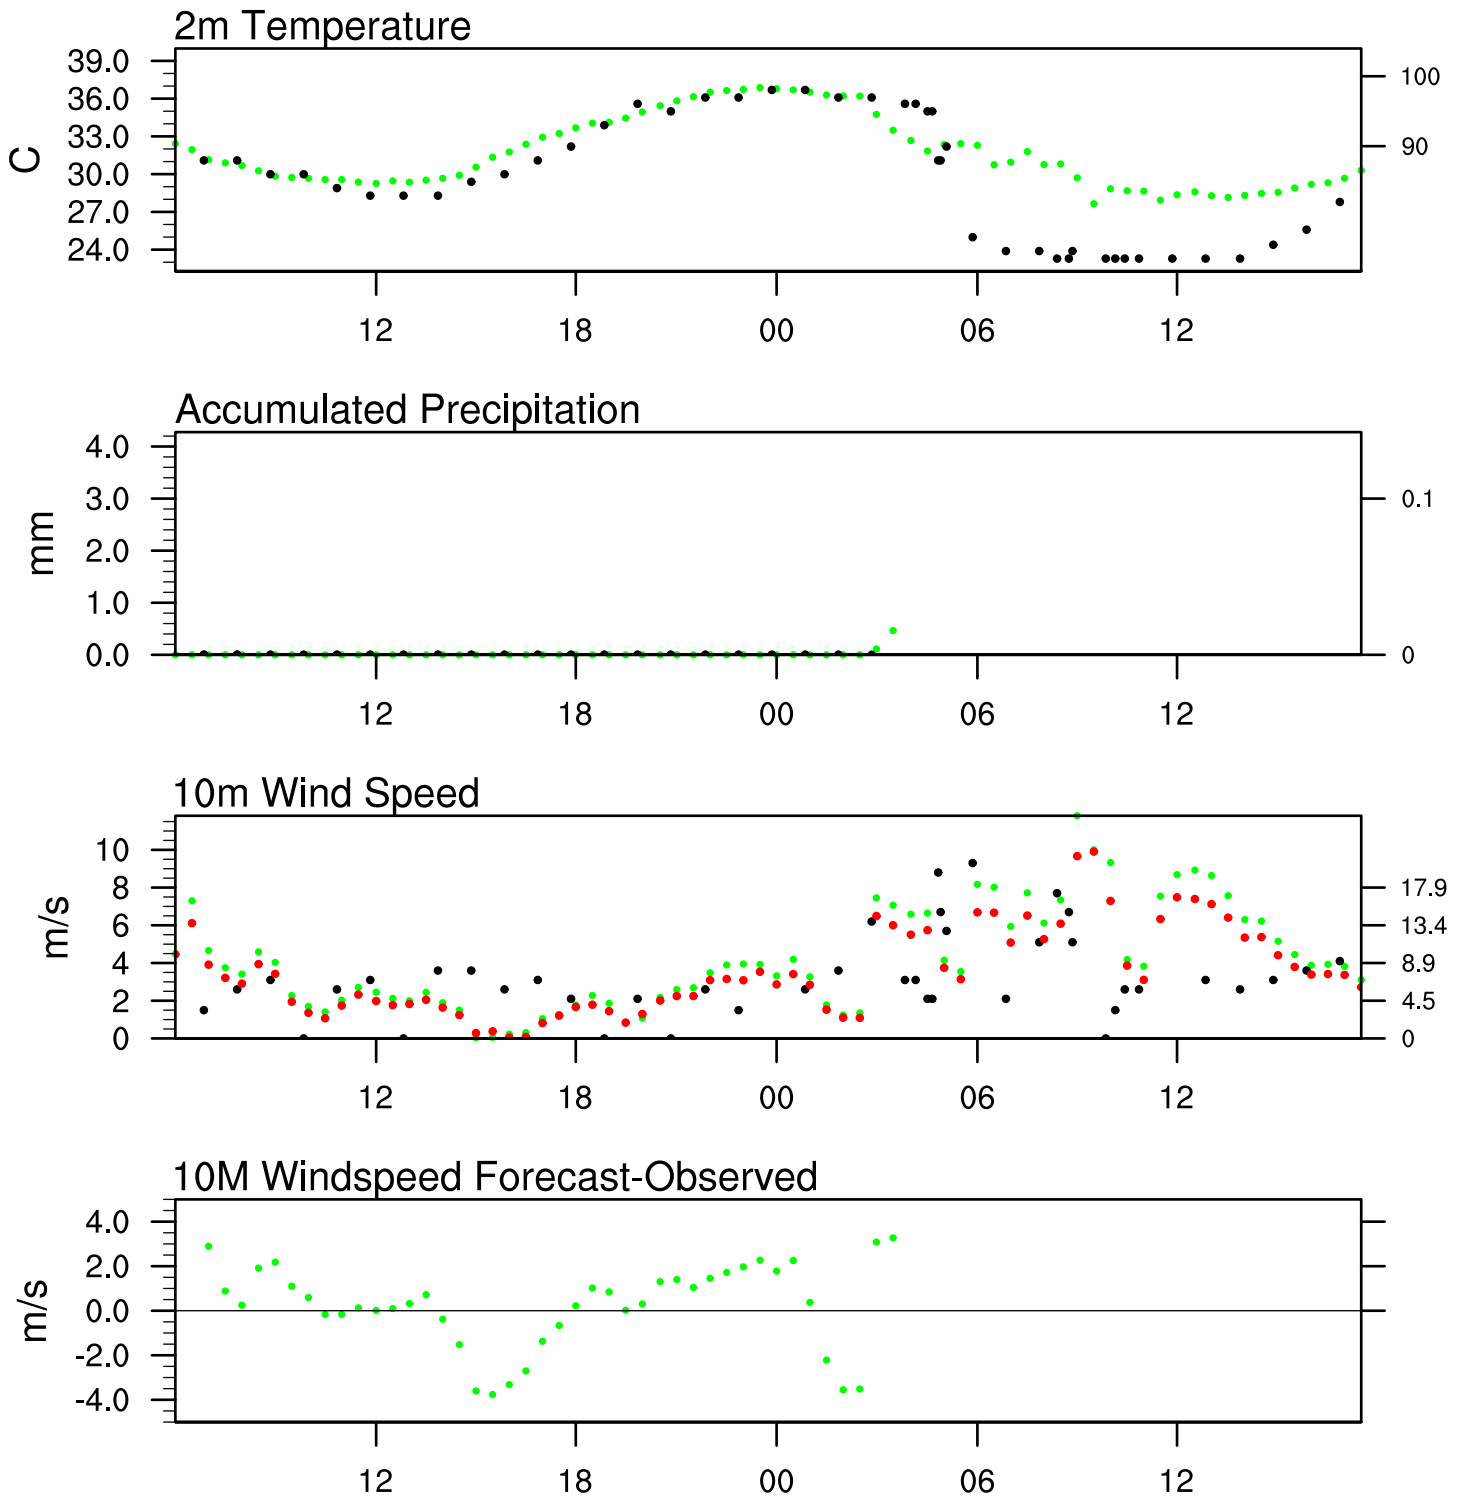 2m Temperature
39.0
36.0
33.0
30.0
27.0
24.0
C
100
90
12 18 00 06 12
Accumulated Precipitation
4.0
3.0
2.0
1.0
0.0
mm
0.1
0
12 18 00 06 12
10m Wind Speed
10
8
6
4
2
0
m/s
17.9
13.4
8.9
4.5
0
12 18 00 06 12
10M Windspeed Forecast-Observed
4.0
2.0
0.0
-2.0
-4.0
m/s
12 18 00 06 12